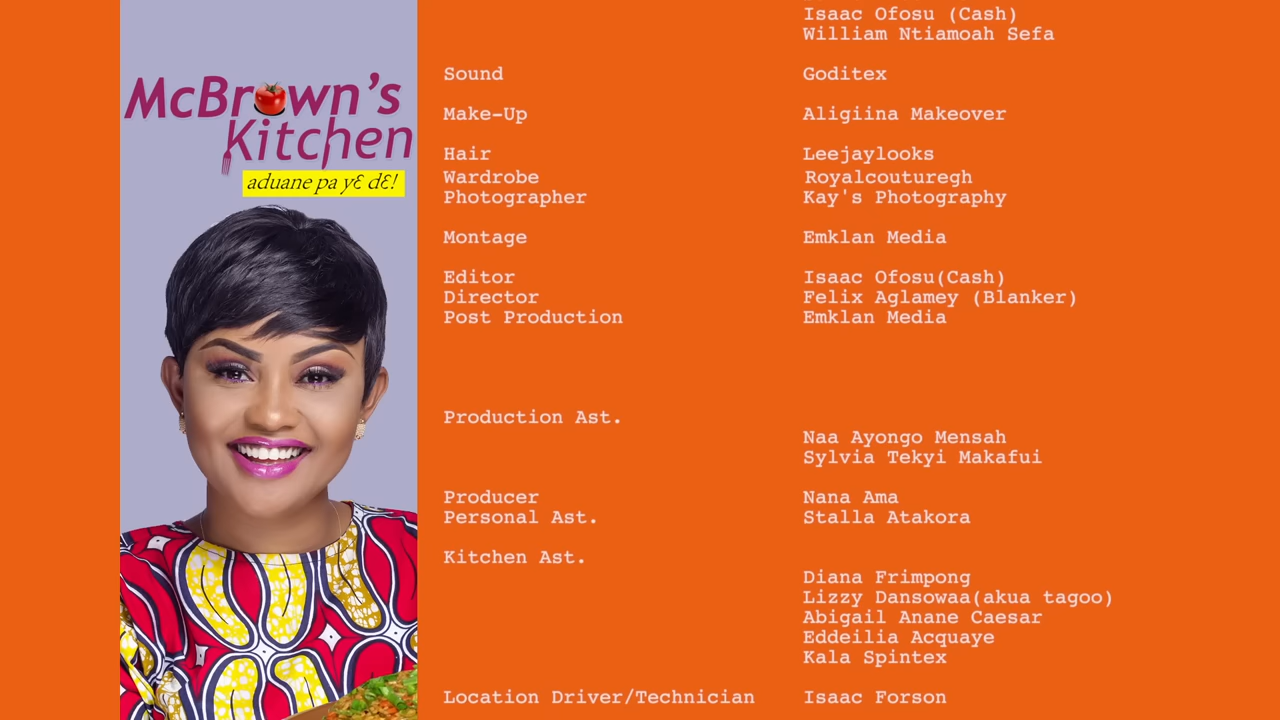 McBrown's
Kitchen
aduane pa yɛ dɛ!
Isaac Ofosu (Cash)
William Ntiamoah Sefa
Sound Goditex
Make-Up Aligiina Makeover
Hair Leejaylooks
Wardrobe Royalcouturegh
Photographer Kay's Photography
Montage Emklan Media
Editor Isaac Ofosu(Cash)
Director Felix Aglamey (Blanker)
Post Production Emklan Media
Production Ast.
Naa Ayongo Mensah
Sylvia Tekyi Makafui
Producer Nana Ama
Personal Ast. Stalla Atakora
Kitchen Ast.
Diana Frimpong
Lizzy Dansowaa(akua tagoo)
Abigail Anane Caesar
Eddeilia Acquaye
Kala Spintex
Location Driver/Technician Isaac Forson